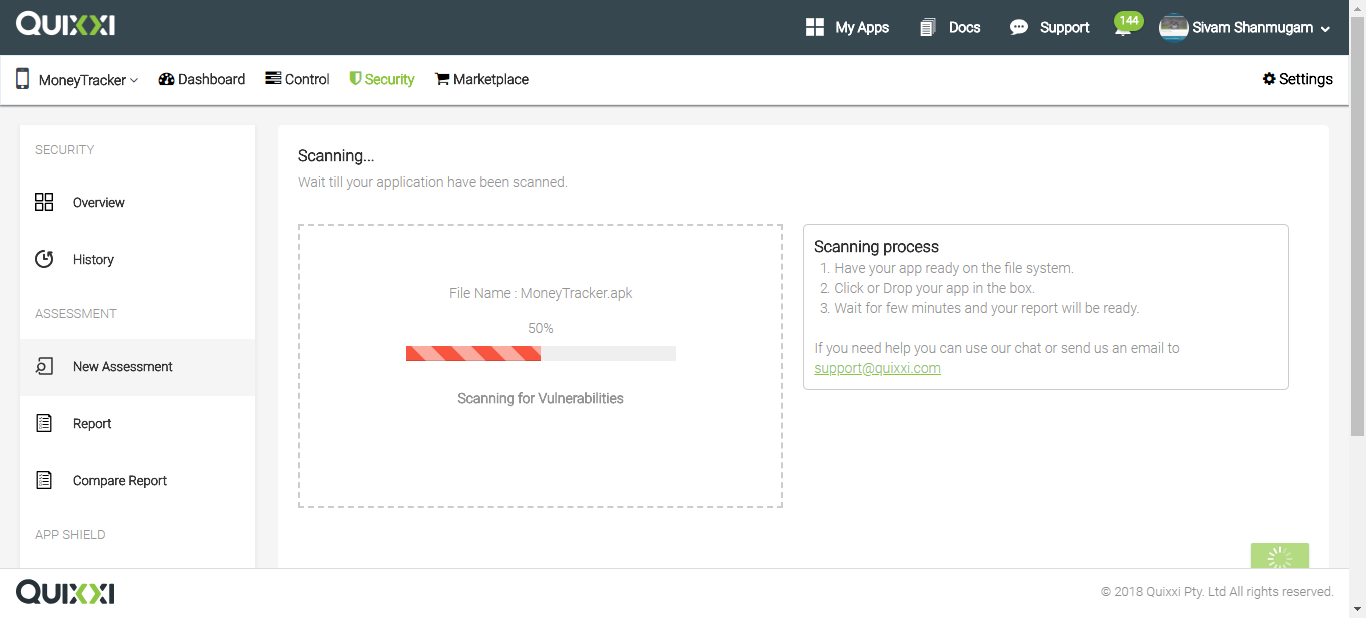 QUIXXI
My Apps
Docs
Support
144
Sivam Shanmugam
MoneyTracker
Dashboard
Control
Security
Marketplace
Settings
SECURITY
Overview
History
ASSESSMENT
New Assessment
Report
Compare Report
APP SHIELD
Scanning...
Wait till your application have been scanned.
File Name : MoneyTracker.apk
50%
Scanning for Vulnerabilities
Scanning process
1. Have your app ready on the file system.
2. Click or Drop your app in the box.
3. Wait for few minutes and your report will be ready.
If you need help you can use our chat or send us an email to
support@quixxi.com
QUIXXI
© 2018 Quixxi Pty. Ltd All rights reserved.